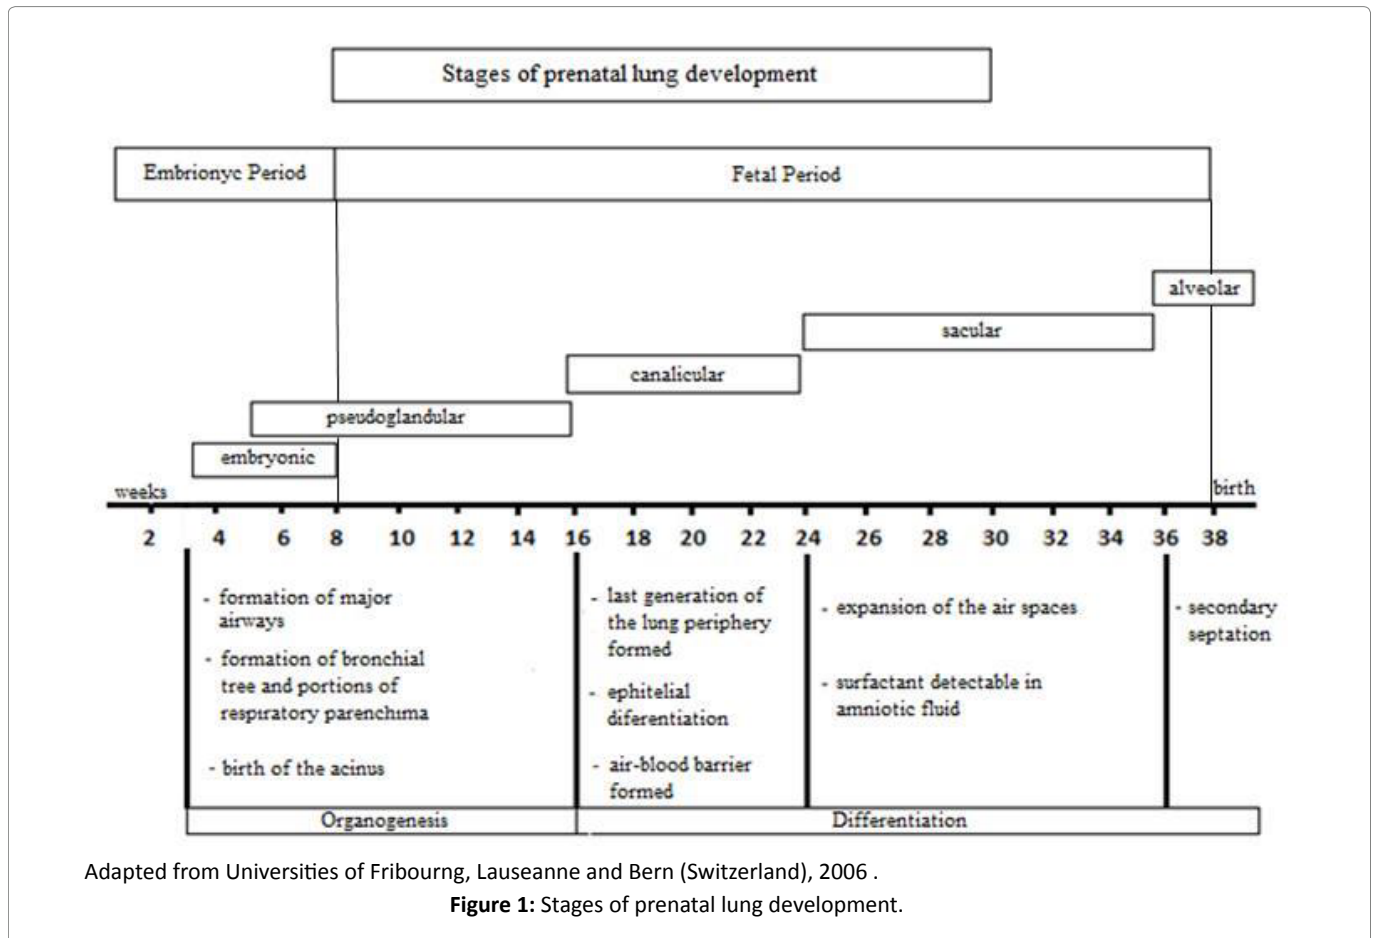 Stages of prenatal lung development
Embrionyc Period
Fetal Period
alveolar
sacular
canalicular
pseudoglandular
embryonic
weeks
birth
2 4 6 8 10 12 14 16 18 20 22 24 26 28 30 32 34 36 38
- formation of major
airways
- formation of bronchial
tree and portions of
respiratory parenchima
- birth of the acinus
- last generation of
the lung periphery
formed
- ephitelial
diferentiation
- air-blood barrier
formed
- expansion of the air spaces
- surfactant detectable in
amniotic fluid
- secondary
septation
Organogenesis
Differentiation
Adapted from Universities of Fribourng, Lauseanne and Bern (Switzerland), 2006 .
Figure 1: Stages of prenatal lung development.